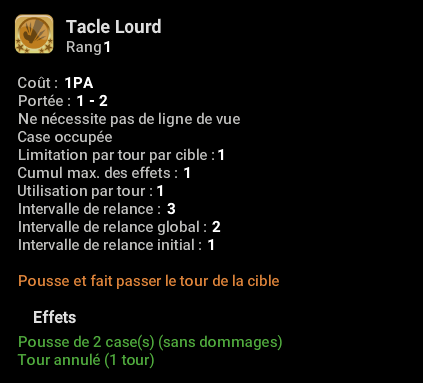 Tacle Lourd
Rang 1
Coût : 1PA
Portée : 1 - 2
Ne nécessite pas de ligne de vue
Case occupée
Limitation par tour par cible : 1
Cumul max. des effets : 1
Utilisation par tour : 1
Intervalle de relance : 3
Intervalle de relance global : 2
Intervalle de relance initial : 1
Pousse et fait passer le tour de la cible
Effets
Pousse de 2 case(s) (sans dommages)
Tour annulé (1 tour)